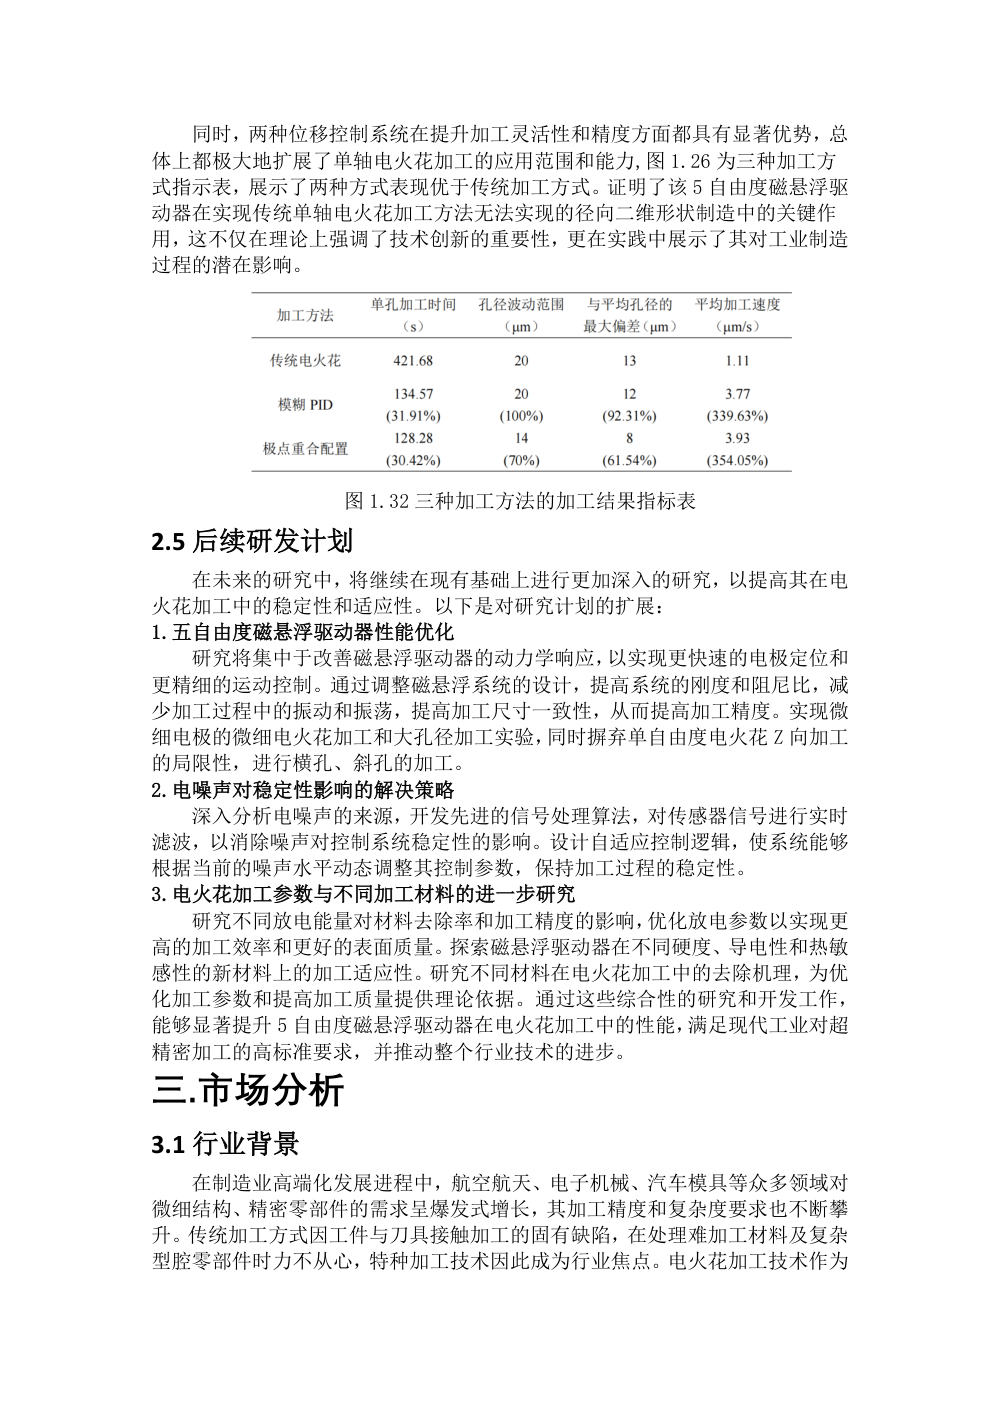 同时，两种位移控制系统在提升加工灵活性和精度方面都具有显著优势，总
体上都极大地扩展了单轴电火花加工的应用范围和能力,图 1.26 为三种加工方
式指示表，展示了两种方式表现优于传统加工方式。证明了该 5 自由度磁悬浮驱
动器在实现传统单轴电火花加工方法无法实现的径向二维形状制造中的关键作
用，这不仅在理论上强调了技术创新的重要性，更在实践中展示了其对工业制造
过程的潜在影响。
加工方法 单孔加工时间（s） 孔径波动范围（μm） 与平均孔径的最大偏差（μm） 平均加工速度（μm/s）
传统电火花 421.68 20 13 1.11
模糊 PID 134.57 (31.91%) 20 (100%) 12 (92.31%) 3.77 (339.63%)
极点重合配置 128.28 (30.42%) 14 (70%) 8 (61.54%) 3.93 (354.05%)
图 1.32 三种加工方法的加工结果指标表
2.5 后续研发计划
在未来的研究中，将继续在现有基础上进行更加深入的研究，以提高其在电
火花加工中的稳定性和适应性。以下是对研究计划的扩展：
1. 五自由度磁悬浮驱动器性能优化
研究将集中于改善磁悬浮驱动器的动力学响应，以实现更快速的电极定位和
更精细的运动控制。通过调整磁悬浮系统的设计，提高系统的刚度和阻尼比，减
少加工过程中的振动和振荡，提高加工尺寸一致性，从而提高加工精度。实现微
细电极的微细电火花加工和大孔径加工实验，同时摒弃单自由度电火花 Z 向加工
的局限性，进行横孔、斜孔的加工。
2. 电噪声对稳定性影响的解决策略
深入分析电噪声的来源，开发先进的信号处理算法，对传感器信号进行实时
滤波，以消除噪声对控制系统稳定性的影响。设计自适应控制逻辑，使系统能够
根据当前的噪声水平动态调整其控制参数，保持加工过程的稳定性。
3. 电火花加工参数与不同加工材料的进一步研究
研究不同放电能量对材料去除率和加工精度的影响，优化放电参数以实现更
高的加工效率和更好的表面质量。探索磁悬浮驱动器在不同硬度、导电性和热敏
感性的新材料上的加工适应性。研究不同材料在电火花加工中的去除机理，为优
化加工参数和提高加工质量提供理论依据。通过这些综合性的研究和开发工作，
能够显著提升 5 自由度磁悬浮驱动器在电火花加工中的性能，满足现代工业对超
精密加工的高标准要求，并推动整个行业技术的进步。
三.市场分析
3.1 行业背景
在制造业高端化发展进程中，航空航天、电子机械、汽车模具等众多领域对
微细结构、精密零部件的需求呈爆发式增长，其加工精度和复杂度要求也不断攀
升。传统加工方式因工件与刀具接触加工的固有缺陷，在处理难加工材料及复杂
型腔零部件时力不从心，特种加工技术因此成为行业焦点。电火花加工技术作为